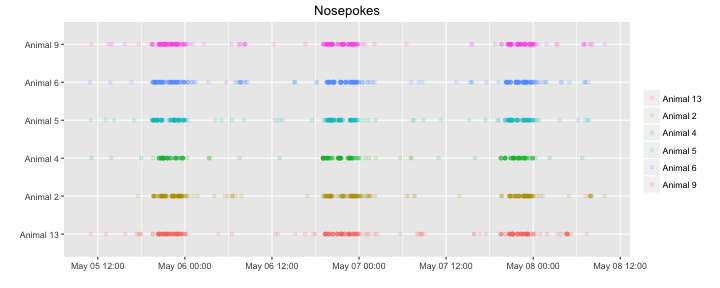 Nosepokes
Animal 9
Animal 6
Animal 5
Animal 4
Animal 2
Animal 13
May 05 12:00
May 06 00:00
May 06 12:00
May 07 00:00
May 07 12:00
May 08 00:00
May 08 12:00
Animal 13
Animal 2
Animal 4
Animal 5
Animal 6
Animal 9